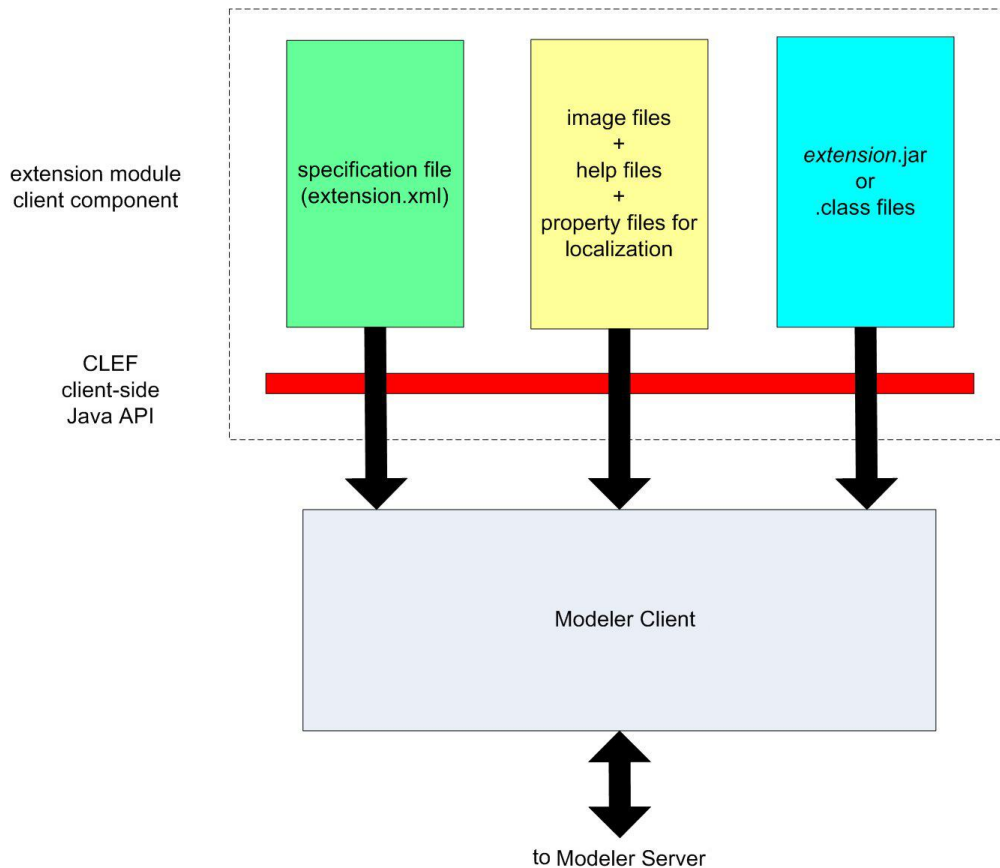 extension module
client component
specification file
(extension.xml)
image files
+
help files
+
property files for
localization
extension.jar
or
.class files
CLEF
client-side
Java API
Modeler Client
to Modeler Server